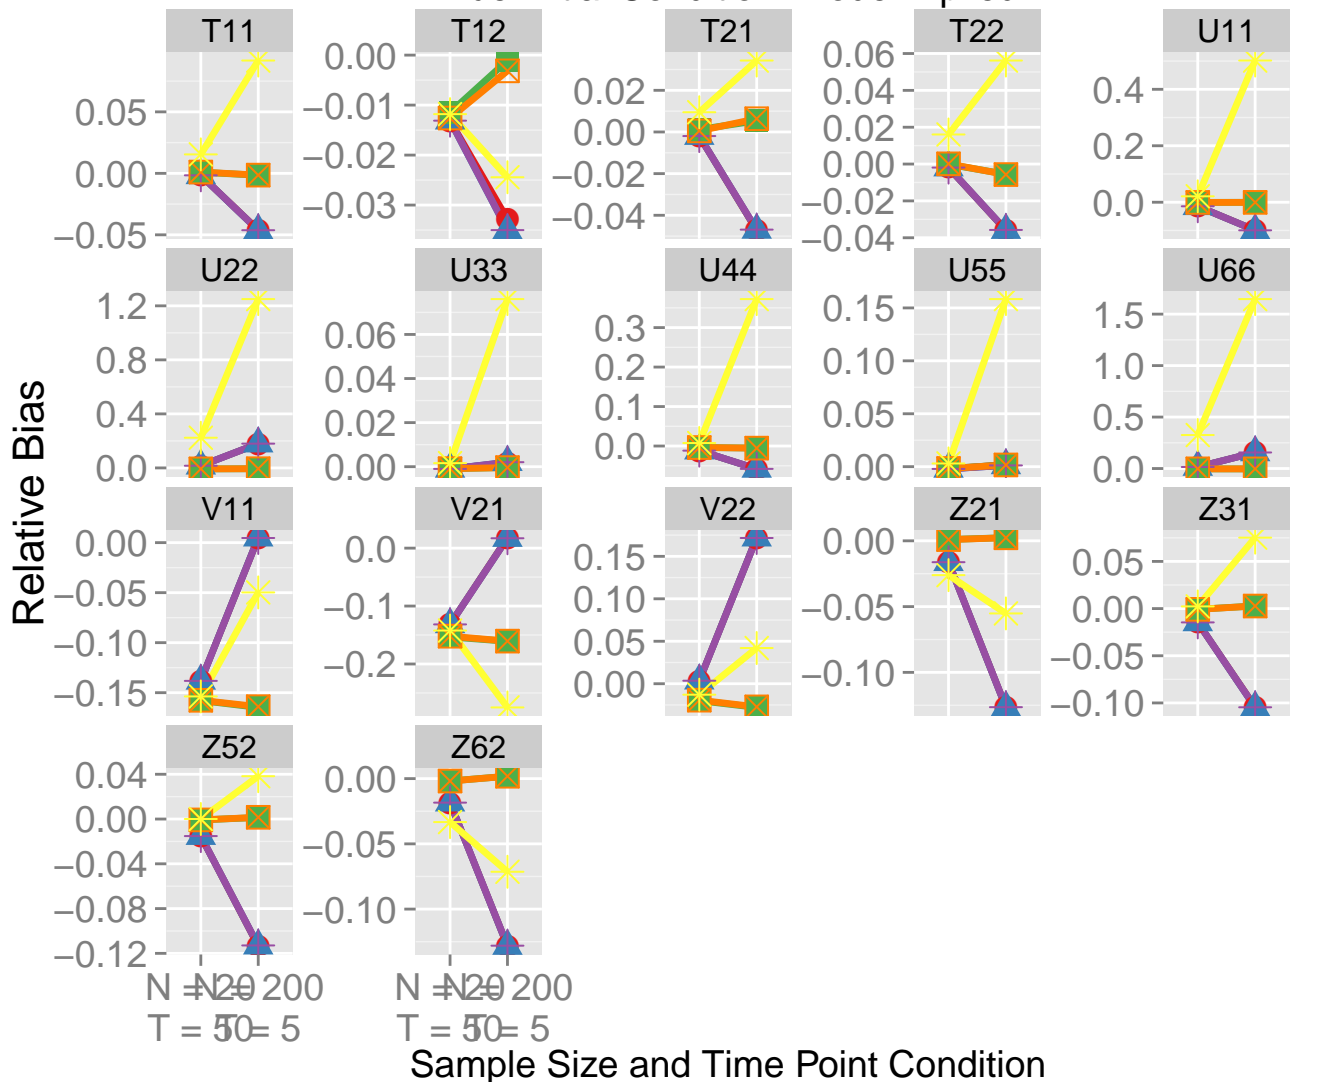 T11 T12 T21 T22 U11
0.05 0.00 −0.05
0.00 −0.01 −0.02 −0.03
0.02 0.00 −0.02 −0.04
0.06 0.04 0.02 0.00 −0.02 −0.04
0.4 0.2 0.0
U22 U33 U44 U55 U66
1.2 0.8 0.4 0.0
0.06 0.04 0.02 0.00
0.3 0.2 0.1 0.0
0.15 0.10 0.05 0.00
1.5 1.0 0.5 0.0
Relative Bias
V11 V21 V22 Z21 Z31
0.00 −0.05 −0.10 −0.15
0.0 −0.1 −0.2
0.15 0.10 0.05 0.00
0.00 −0.05 −0.10
0.05 0.00 −0.05 −0.10
Z52 Z62
0.04 0.00 −0.04 −0.08 −0.12
0.00 −0.05 −0.10
N = 20 N = 200 N = 20 N = 200
T = 50 T = 5 T = 50 T = 5
Sample Size and Time Point Condition